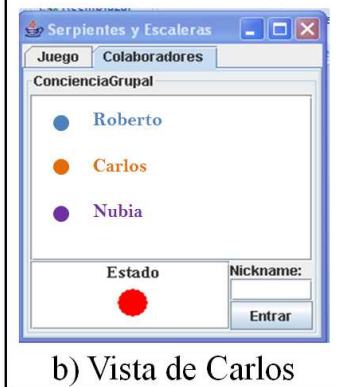 Serpientes y Escaleras
Juego Colaboradores
ConcienciaGrupal
Roberto
Carlos
Nubia
Estado
Nickname:
Entrar
b) Vista de Carlos